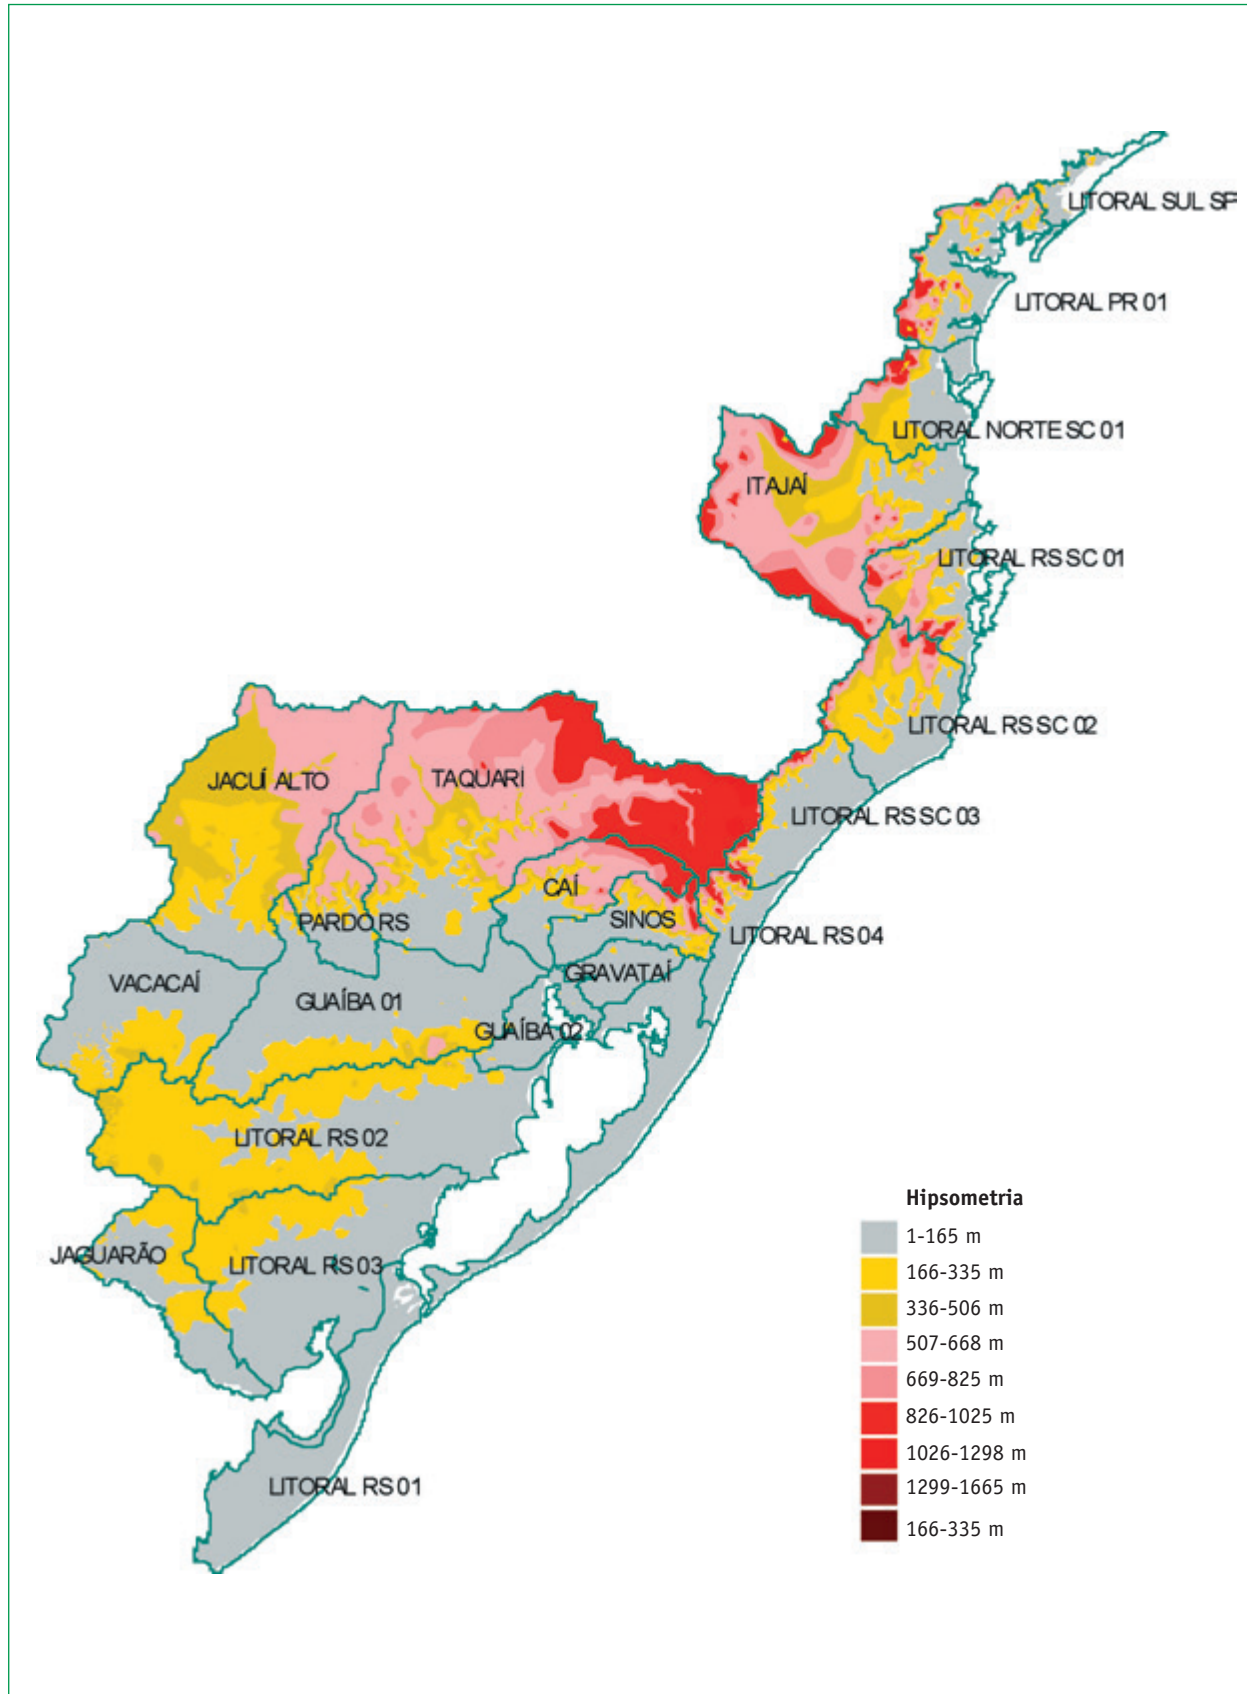 LITORAL SUL SP
LITORAL PR 01
LITORAL NORTE SC 01
ITAJAÍ
LITORAL RS SC 01
LITORAL RS SC 02
JACUÍ ALTO
TAQUARI
LITORAL RS SC 03
CAÍ
PARDO RS
SINOS
LITORAL RS 04
GRAVATAÍ
VACACAÍ
GUAÍBA 01
GUAÍBA 02
LITORAL RS 02
JAGUARÃO
LITORAL RS 03
LITORAL RS 01
Hipsometria
1-165 m
166-335 m
336-506 m
507-668 m
669-825 m
826-1025 m
1026-1298 m
1299-1665 m
166-335 m